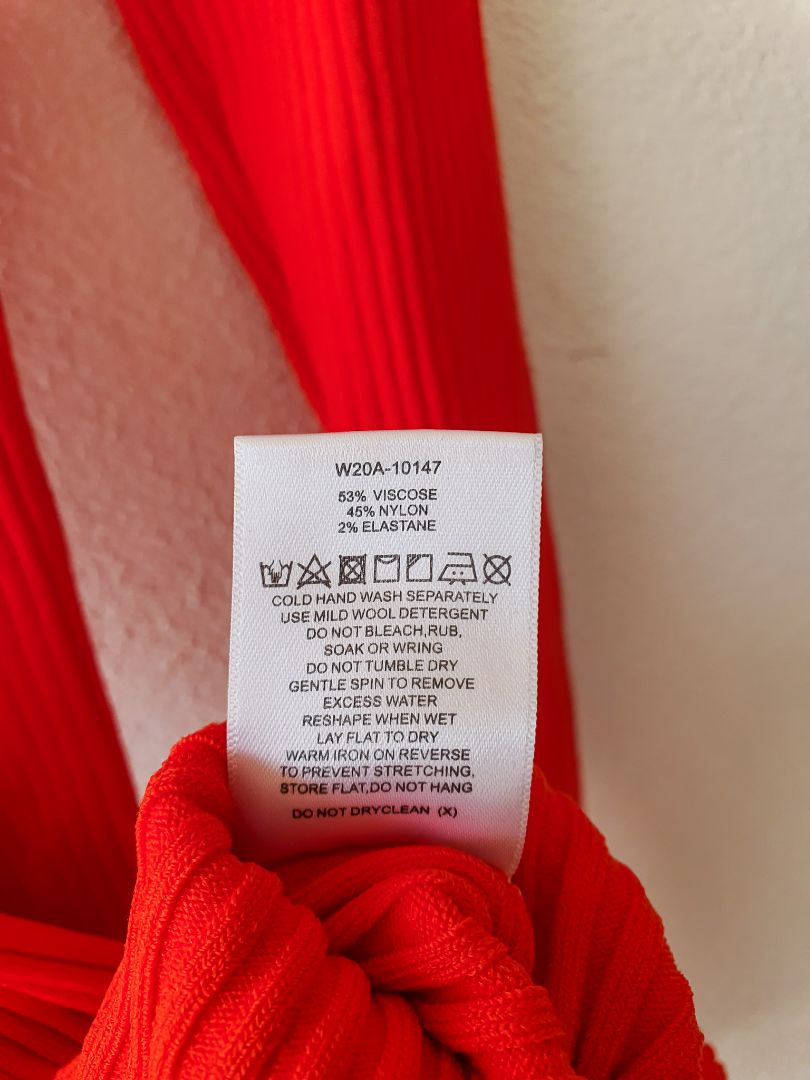 W20A-10147
53% VISCOSE
45% NYLON
2% ELASTANE
COLD HAND WASH SEPARATELY
USE MILD WOOL DETERGENT
DO NOT BLEACH,RUB,
SOAK OR WRING
DO NOT TUMBLE DRY
GENTLE SPIN TO REMOVE
EXCESS WATER
RESHAPE WHEN WET
LAY FLAT TO DRY
WARM IRON ON REVERSE
TO PREVENT STRETCHING,
STORE FLAT,DO NOT HANG
DO NOT DRYCLEAN (X)